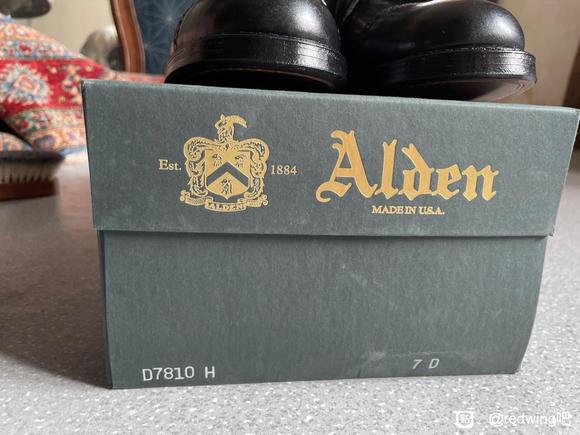 Est. 1884 Alden
ALDEN
MADE IN U.S.A.
D7810 H 7 D
@redwing吧